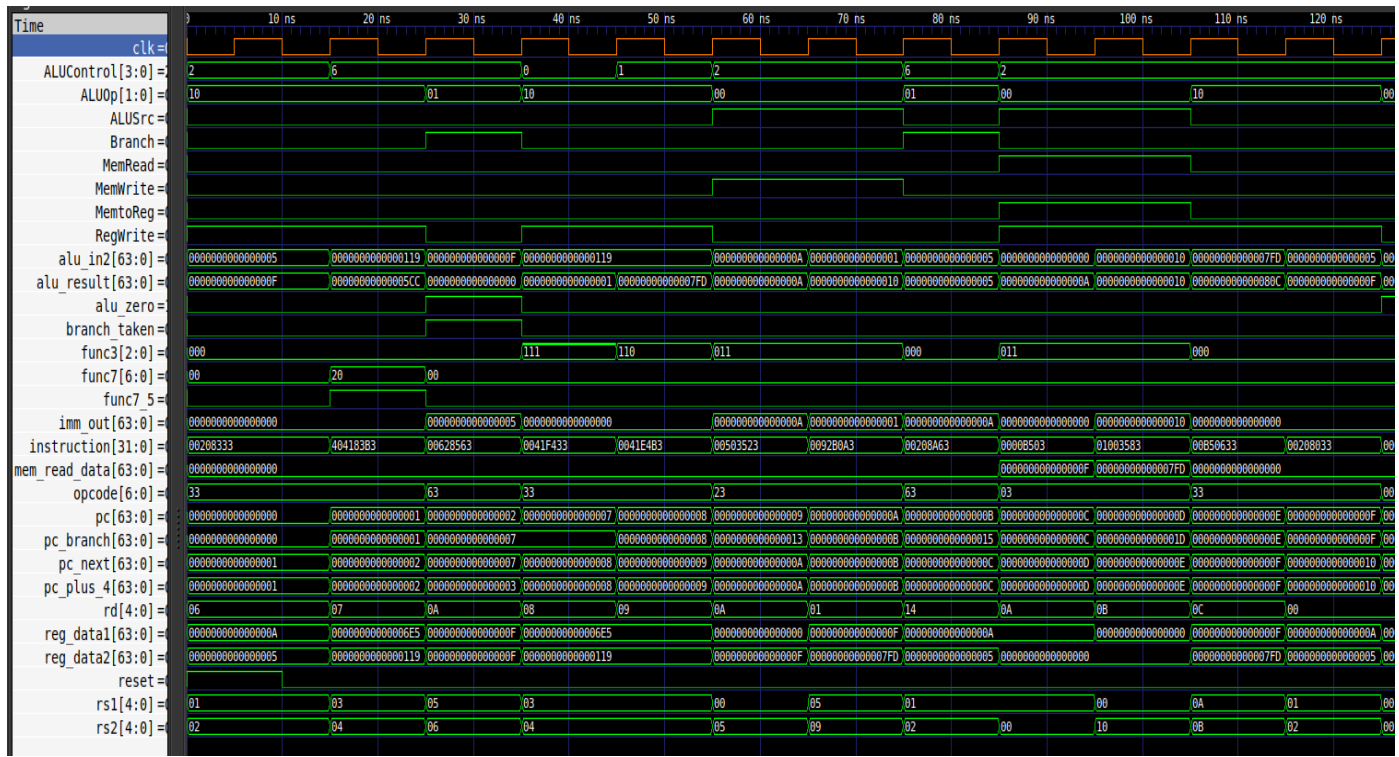 Time 10 ns 20 ns 30 ns 40 ns 50 ns 60 ns 70 ns 80 ns 90 ns 100 ns 110 ns 120 ns
clk=
ALUControl[3:0]= 2 6 0 1 2 6 2
ALUOp[1:0]= 10 01 10 00 01 00 10 00
ALUSrc=
Branch=
MemRead=
MemWrite=
MemtoReg=
RegWrite=
alu_in2[63:0]= 0000000000000005 0000000000000119 000000000000000F 0000000000000119 000000000000000A 0000000000000001 0000000000000005 0000000000000000 0000000000000010 00000000000007FD 0000000000000005 00
alu_result[63:0]= 000000000000000F 00000000000005CC 0000000000000000 0000000000000001 00000000000007FD 000000000000000A 0000000000000010 0000000000000005 000000000000000A 0000000000000010 000000000000080C 000000000000000F 00
alu_zero=
branch_taken=
func3[2:0]= 000 111 110 011 000 011 000
func7[6:0]= 00 20 00
func7_5=
imm_out[63:0]= 0000000000000000 0000000000000005 0000000000000000 000000000000000A 0000000000000001 000000000000000A 0000000000000000 0000000000000010 0000000000000000
instruction[31:0]= 00208333 404183B3 00628563 0041F433 0041E4B3 00503523 0092B0A3 00208A63 0000B503 01003583 00B50633 00208033 00
mem_read_data[63:0]= 0000000000000000 000000000000000F 00000000000007FD 0000000000000000
opcode[6:0]= 33 63 33 23 63 03 33 00
pc[63:0]= 0000000000000000 0000000000000001 0000000000000002 0000000000000007 0000000000000008 0000000000000009 000000000000000A 000000000000000B 000000000000000C 000000000000000D 000000000000000E 000000000000000F 00
pc_branch[63:0]= 0000000000000000 0000000000000001 0000000000000007 0000000000000008 0000000000000013 000000000000000B 0000000000000015 000000000000000C 000000000000001D 000000000000000E 000000000000000F 00
pc_next[63:0]= 0000000000000001 0000000000000002 0000000000000007 0000000000000008 0000000000000009 000000000000000A 000000000000000B 000000000000000C 000000000000000D 000000000000000E 000000000000000F 0000000000000010 00
pc_plus_4[63:0]= 0000000000000001 0000000000000002 0000000000000003 0000000000000008 0000000000000009 000000000000000A 000000000000000B 000000000000000C 000000000000000D 000000000000000E 000000000000000F 0000000000000010 00
rd[4:0]= 06 07 0A 08 09 0A 01 14 0A 0B 0C 00
reg_data1[63:0]= 000000000000000A 00000000000006E5 000000000000000F 00000000000006E5 0000000000000000 000000000000000F 000000000000000A 0000000000000000 000000000000000F 000000000000000A 00
reg_data2[63:0]= 0000000000000005 0000000000000119 000000000000000F 0000000000000119 000000000000000F 00000000000007FD 0000000000000005 0000000000000000 00000000000007FD 0000000000000005 00
reset=
rs1[4:0]= 01 03 05 03 00 05 01 00 0A 01 00
rs2[4:0]= 02 04 06 04 05 09 02 00 10 0B 02 00